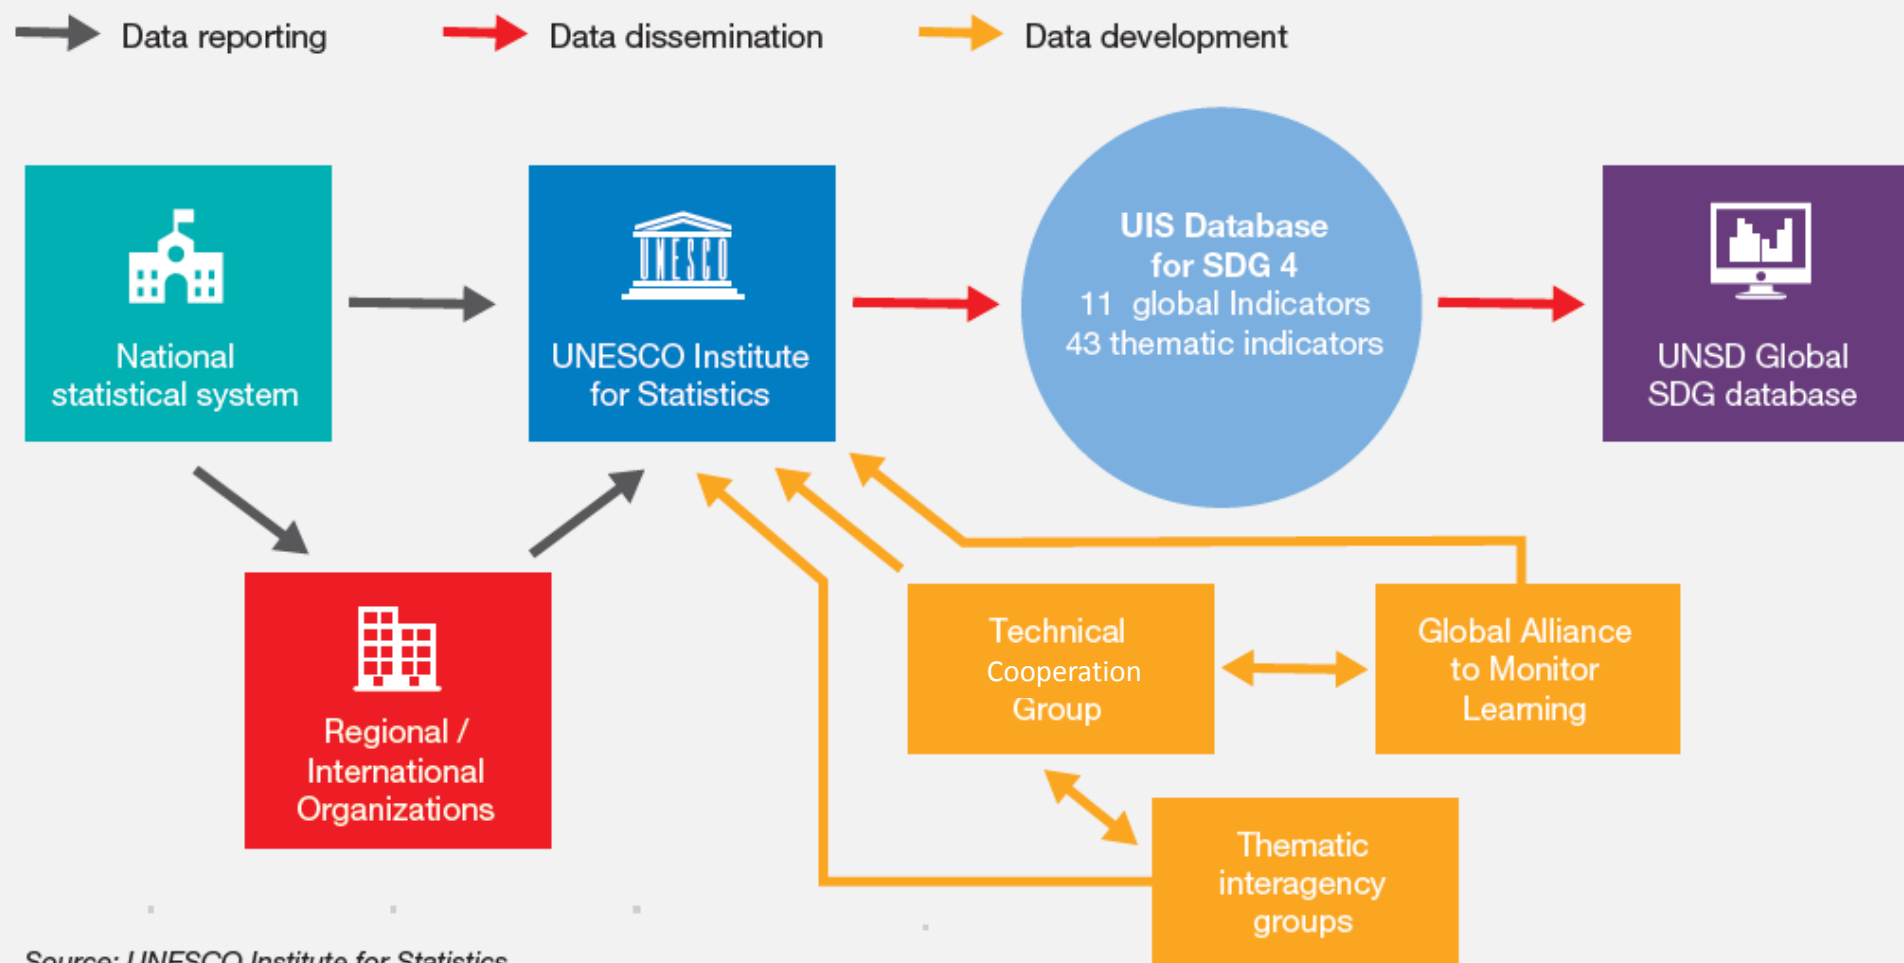 Data reporting
Data dissemination
Data development
National
statistical system
UNESCO
UNESCO Institute
for Statistics
UIS Database
for SDG 4
11 global Indicators
43 thematic indicators
UNSD Global
SDG database
Regional /
International
Organizations
Technical
Cooperation
Group
Global Alliance
to Monitor
Learning
Thematic
interagency
groups
Source: UNESCO Institute for Statistics